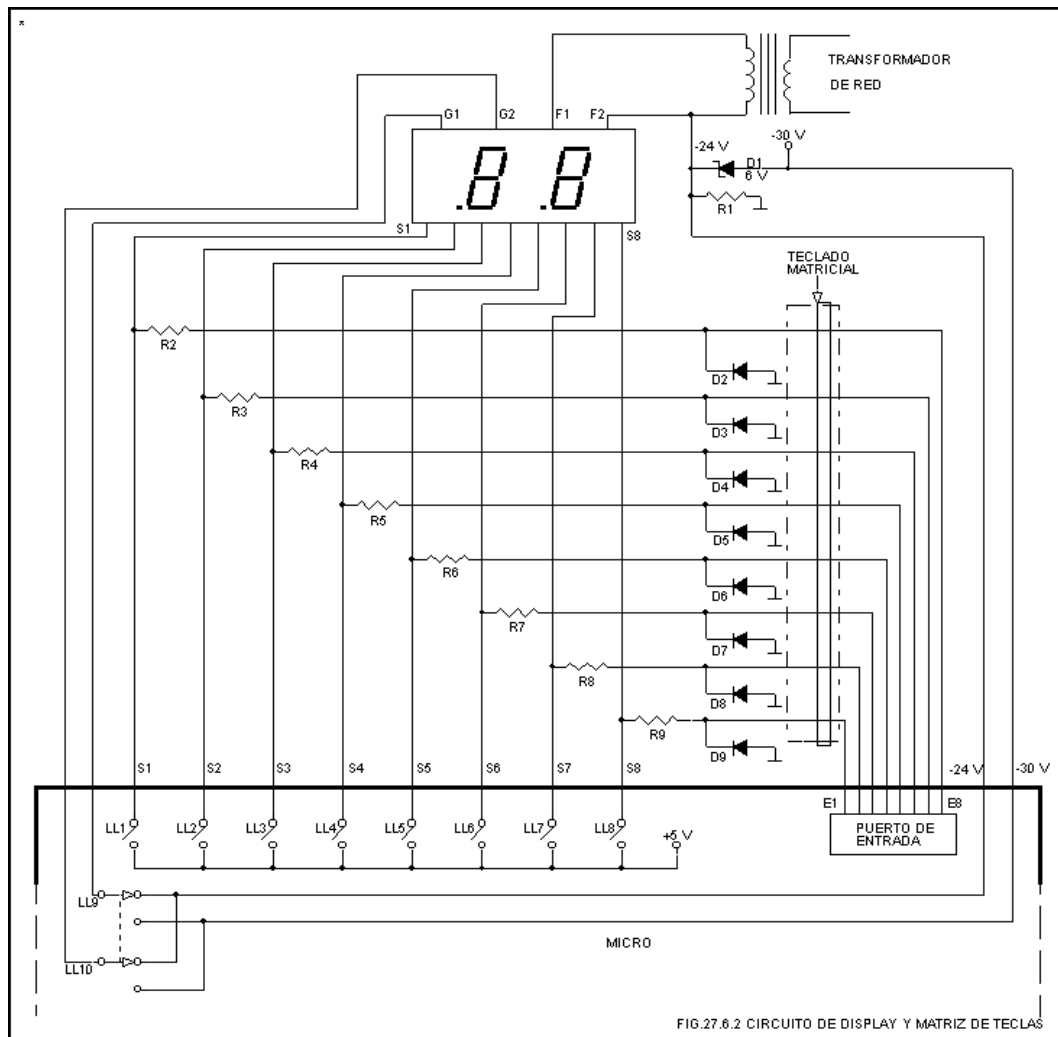 *
TRANSFORMADOR
DE RED
G1 G2 F1 F2
-30 V
-24 V
D1
6 V
R1
S1 S8
TECLADO
MATRICIAL
R2
D2
R3
D3
R4
D4
R5
D5
R6
D6
R7
D7
R8
D8
R9
D9
S1 S2 S3 S4 S5 S6 S7 S8 -24 V -30 V
E1 E8
LL1 LL2 LL3 LL4 LL5 LL6 LL7 LL8 +5 V
PUERTO DE
ENTRADA
LL9
MICRO
LL10
FIG.27.6.2 CIRCUITO DE DISPLAY Y MATRIZ DE TECLAS